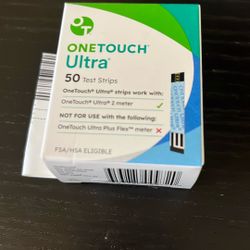 OT
ONETOUCH®
Ultra®
50 Test Strips
OneTouch® Ultra® strips work with:
OneTouch® Ultra® 2 meter ✓
NOT FOR USE with the following:
OneTouch Ultra Plus Flex™ meter ✗
FSA/HSA ELIGIBLE